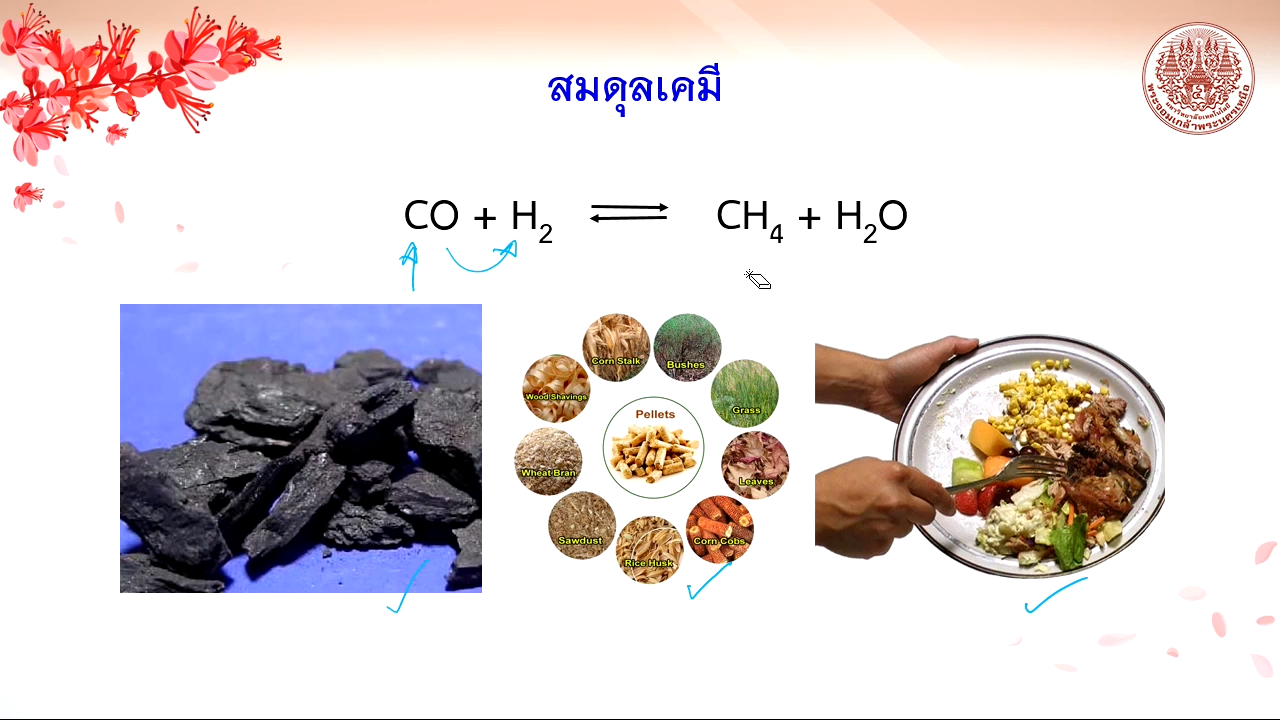 สมดุลเคมี
CO + H₂ ⇌ CH₄ + H₂O
Corn Stalk
Bushes
Wood Shavings
Grass
Pellets
Wheat Bran
Leaves
Sawdust
Corn Cobs
Rice Husk